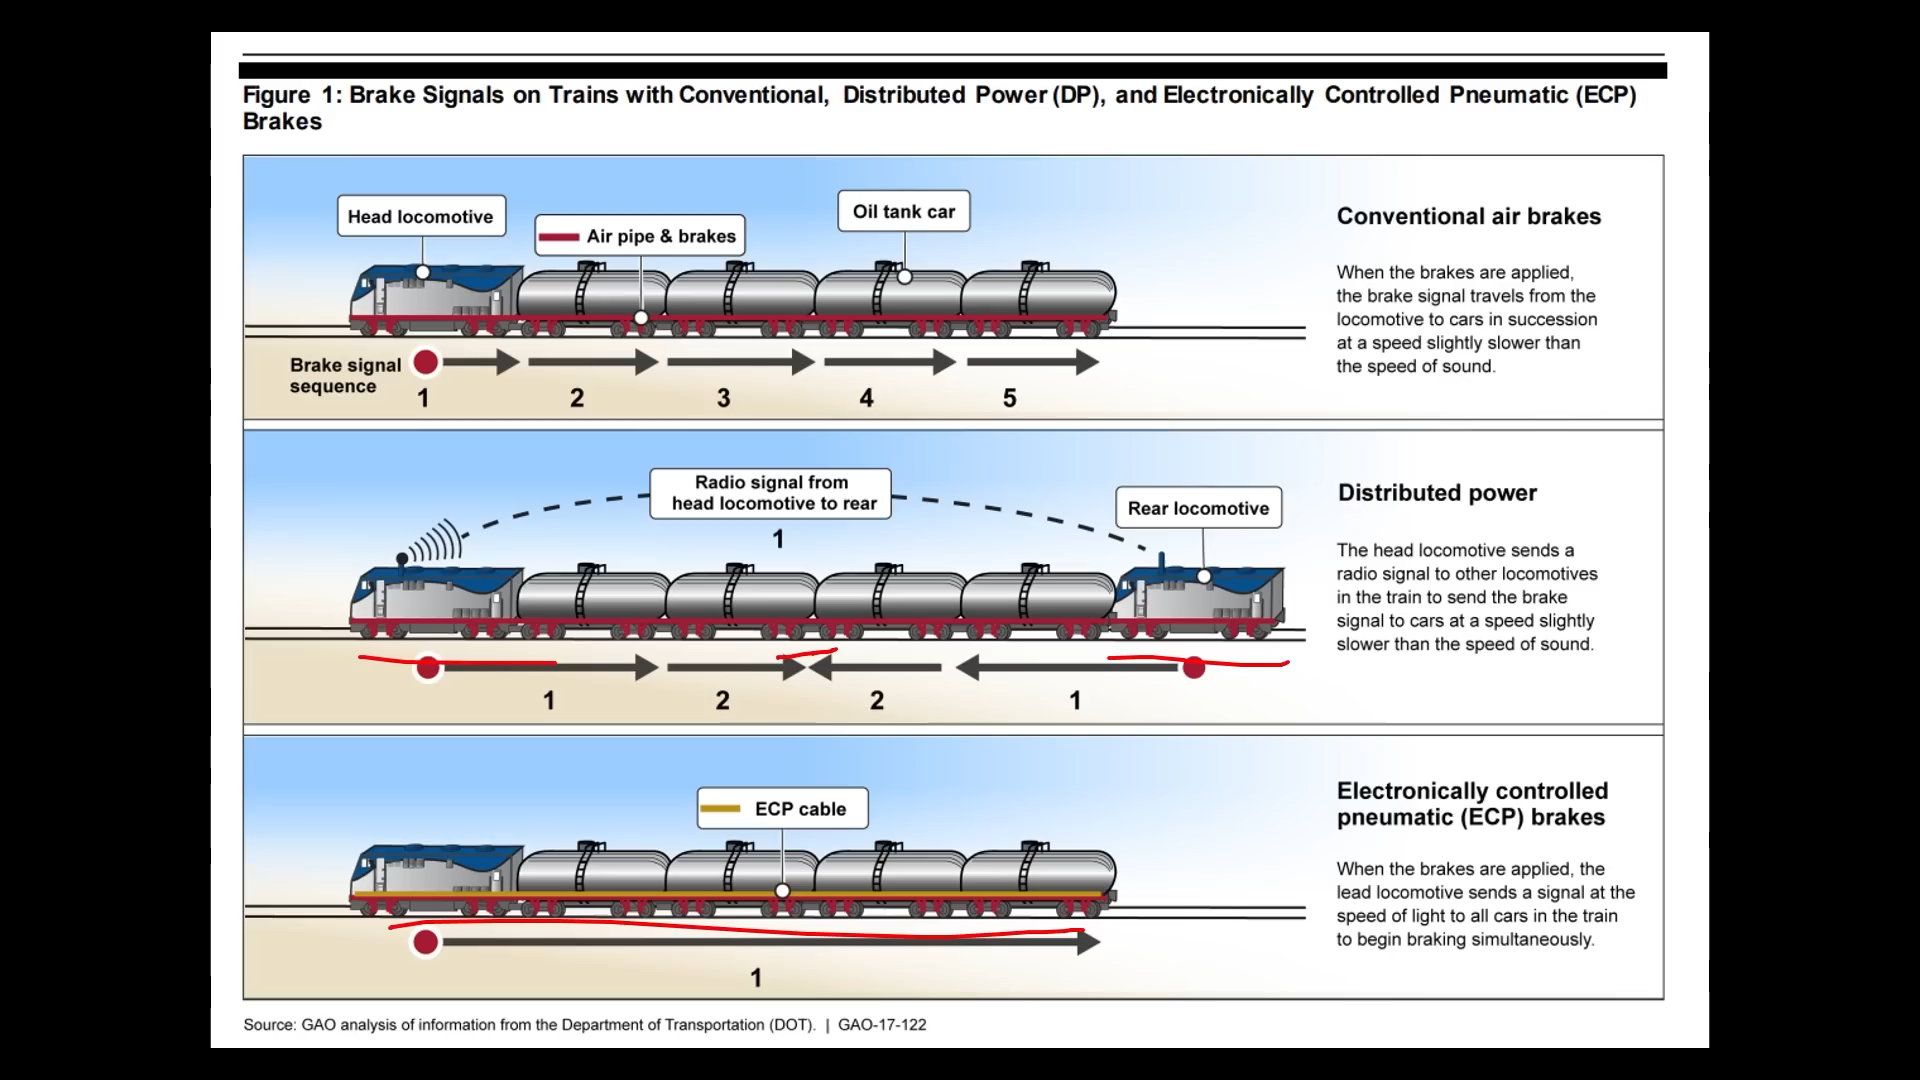 Figure 1: Brake Signals on Trains with Conventional, Distributed Power (DP), and Electronically Controlled Pneumatic (ECP)
Brakes
Head locomotive
Air pipe & brakes
Oil tank car
Brake signal
sequence
1
2
3
4
5
Conventional air brakes
When the brakes are applied,
the brake signal travels from the
locomotive to cars in succession
at a speed slightly slower than
the speed of sound.
Radio signal from
head locomotive to rear
1
Rear locomotive
1
2
2
1
Distributed power
The head locomotive sends a
radio signal to other locomotives
in the train to send the brake
signal to cars at a speed slightly
slower than the speed of sound.
ECP cable
1
Electronically controlled
pneumatic (ECP) brakes
When the brakes are applied, the
lead locomotive sends a signal at the
speed of light to all cars in the train
to begin braking simultaneously.
Source: GAO analysis of information from the Department of Transportation (DOT). | GAO-17-122